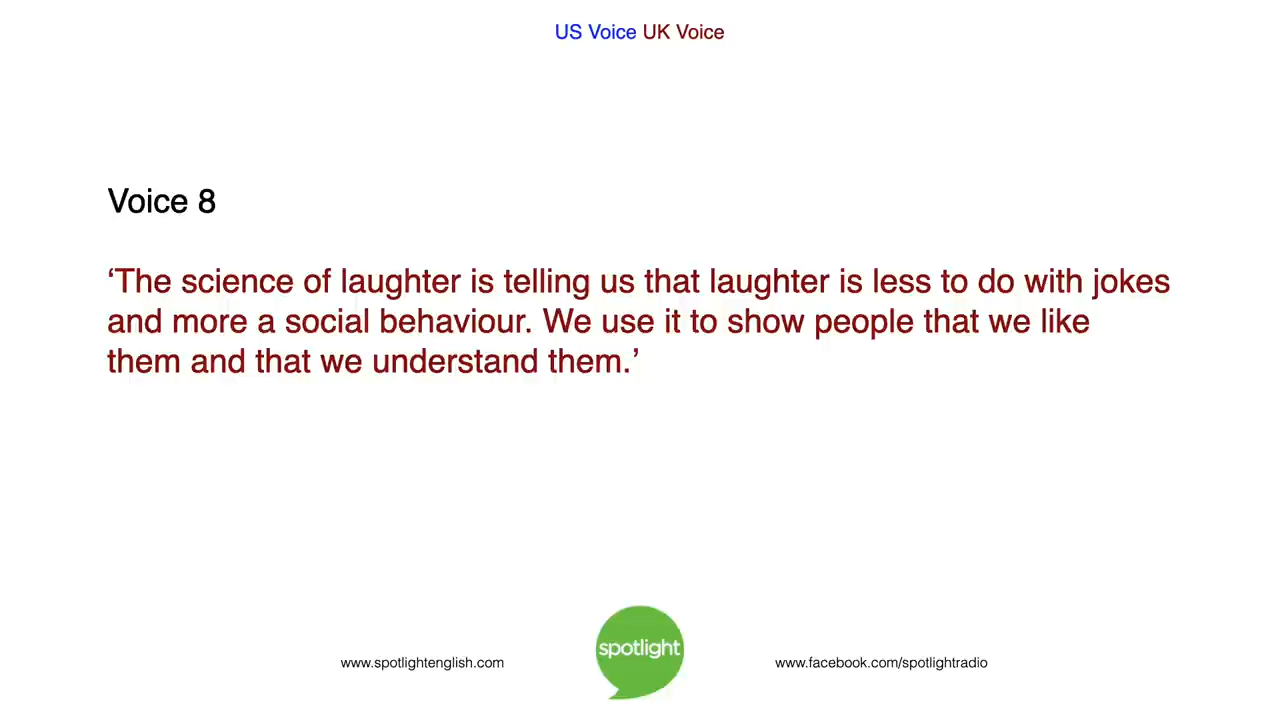 US Voice UK Voice
Voice 8
‘The science of laughter is telling us that laughter is less to do with jokes
and more a social behaviour. We use it to show people that we like
them and that we understand them.’
spotlight
www.spotlightenglish.com
www.facebook.com/spotlightradio